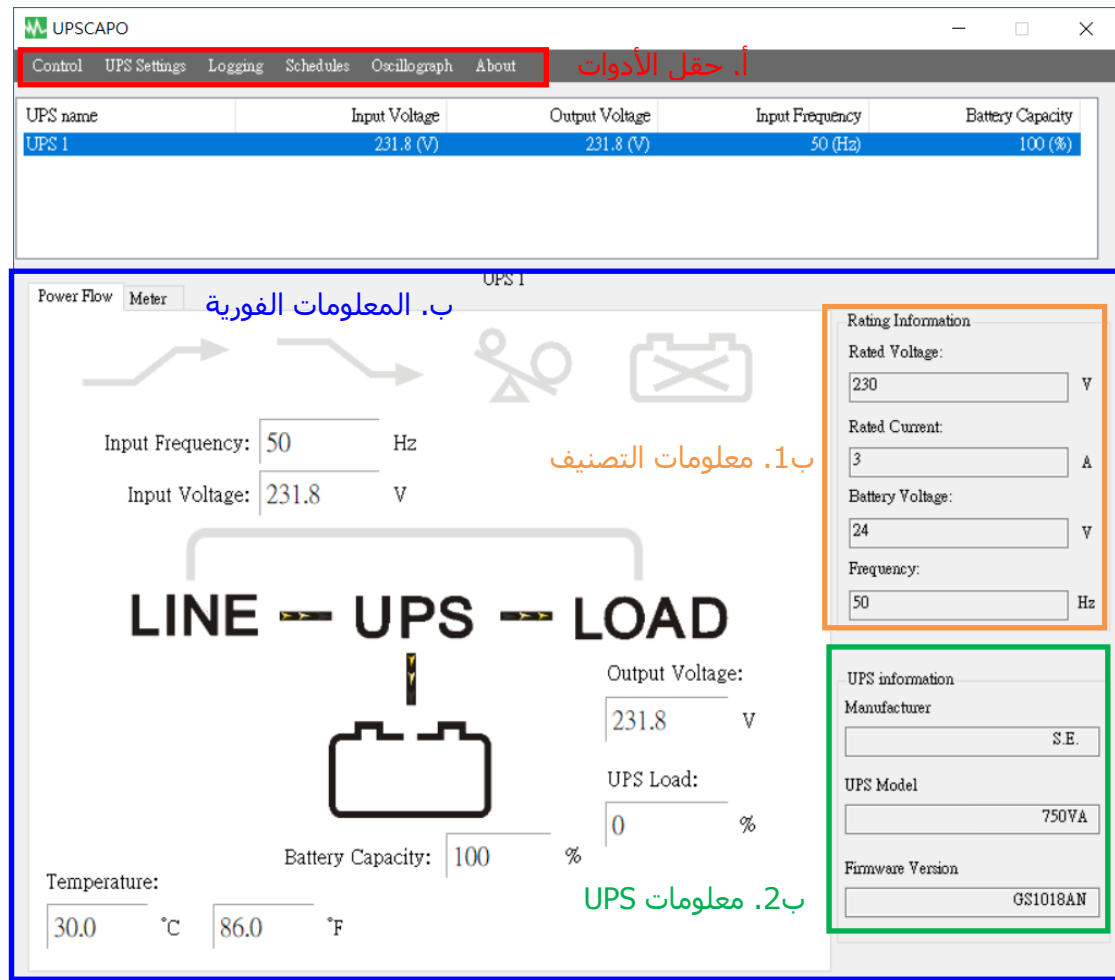 UPSCAPO
Control UPS Settings Logging Schedules Oscillograph About
أ. حقل الأدوات
UPS name Input Voltage Output Voltage Input Frequency Battery Capacity
UPS 1 231.8 (V) 231.8 (V) 50 (Hz) 100 (%)
UPS 1
Power Flow Meter
ب. المعلومات الفورية
Input Frequency: 50 Hz
Input Voltage: 231.8 V
LINE UPS LOAD
Output Voltage:
231.8 V
UPS Load:
0 %
Battery Capacity: 100 %
Temperature:
30.0 °C 86.0 °F
ب1. معلومات التصنيف
Rating Information
Rated Voltage:
230 V
Rated Current:
3 A
Battery Voltage:
24 V
Frequency:
50 Hz
ب2. معلومات UPS
UPS information
Manufacturer
S.E.
UPS Model
750VA
Firmware Version
GS1018AN